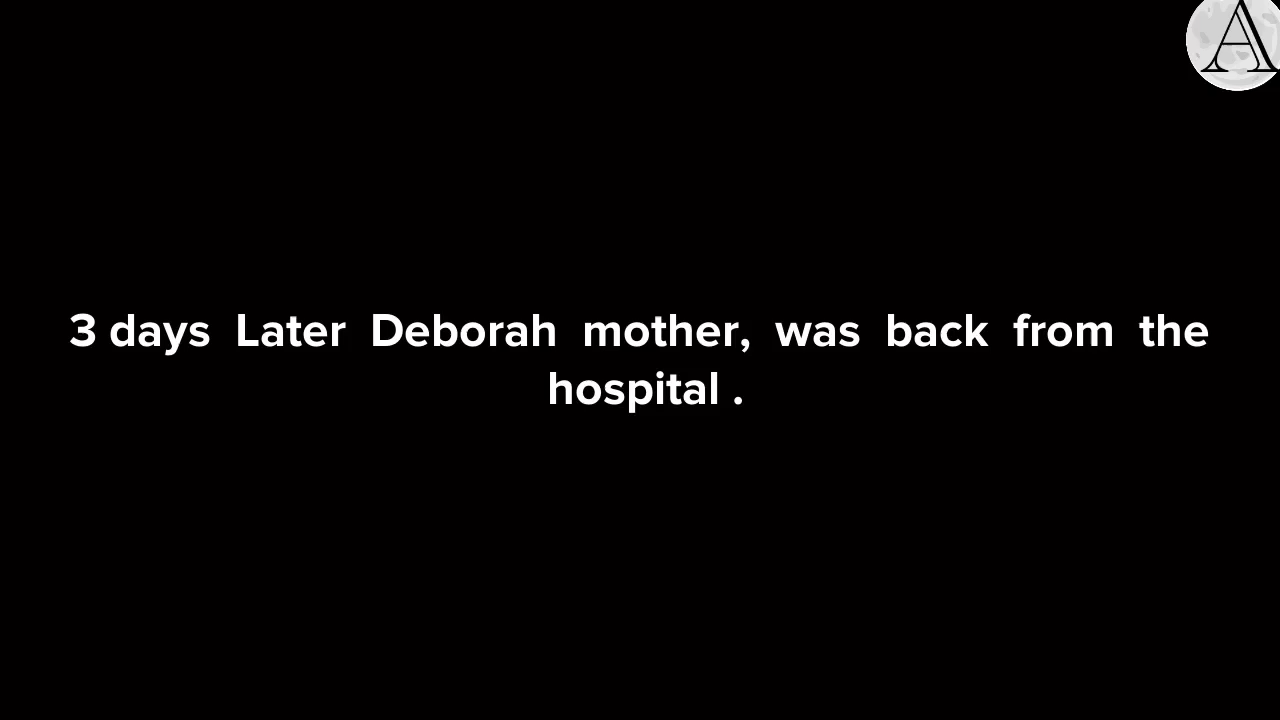 A
3 days Later Deborah mother, was back from the
hospital .